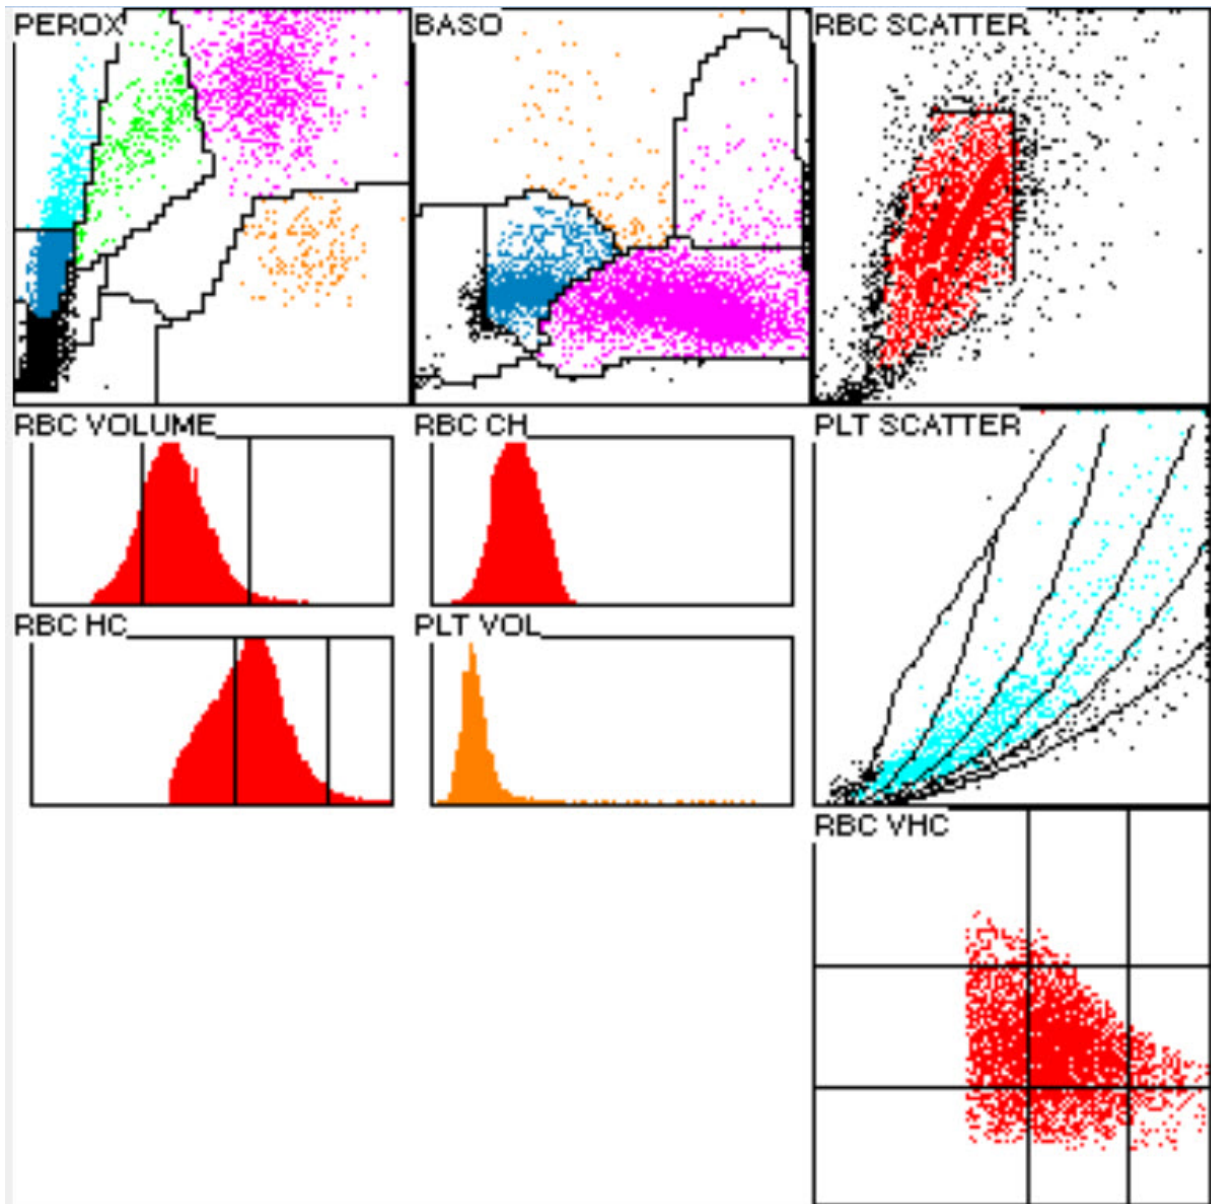 PEROX
BASO
RBC SCATTER
RBC VOLUME
RBC CH
PLT SCATTER
RBC HC
PLT VOL
RBC VHC